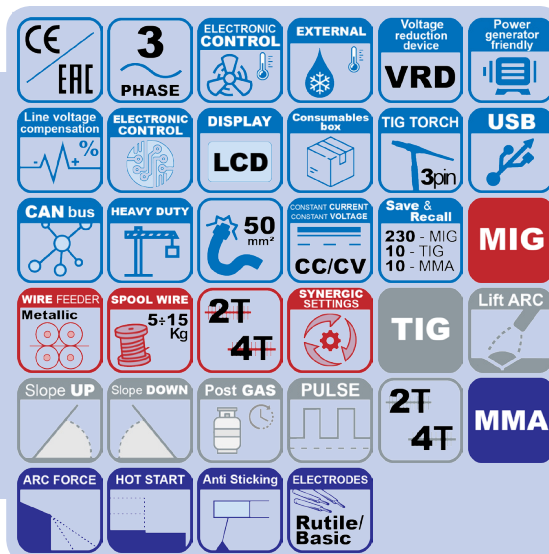 CE
EAC
3
PHASE
ELECTRONIC
CONTROL
EXTERNAL
Voltage
reduction
device
VRD
Power
generator
friendly
Line voltage
compensation
- + %
ELECTRONIC
CONTROL
DISPLAY
LCD
Consumables
box
TIG TORCH
3pin
USB
CAN bus
HEAVY DUTY
50
mm²
CONSTANT CURRENT
CONSTANT VOLTAGE
CC/CV
Save &
Recall
230 - MIG
10 - TIG
10 - MMA
MIG
WIRE FEEDER
Metallic
SPOOL WIRE
5÷15
Kg
2T
4T
SYNERGIC
SETTINGS
TIG
Lift ARC
Slope UP
Slope DOWN
Post GAS
PULSE
2T
4T
MMA
ARC FORCE
HOT START
Anti Sticking
ELECTRODES
Rutile/
Basic